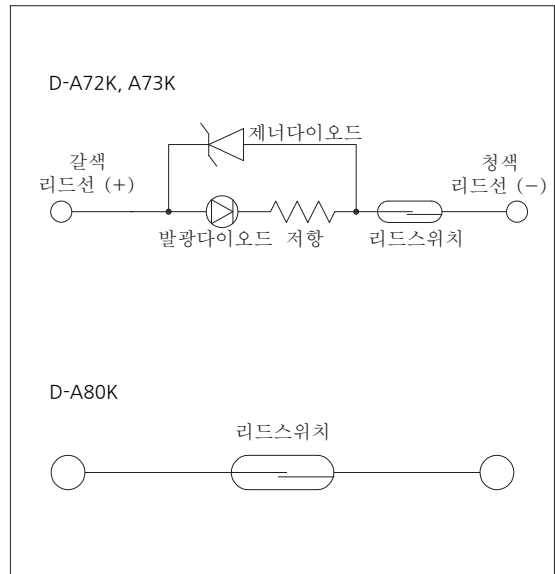 D-A72K, A73K
제너다이오드
갈색
리드선 (+)
청색
리드선 (−)
발광다이오드
저항
리드스위치
D-A80K
리드스위치